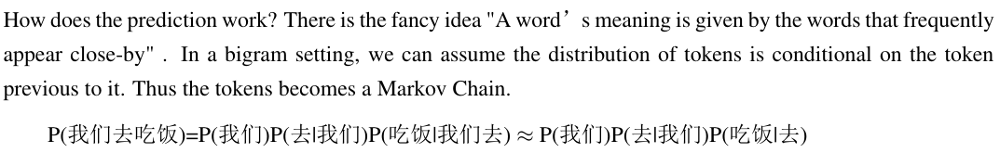 How does the prediction work? There is the fancy idea "A word’s meaning is given by the words that frequently
appear close-by" . In a bigram setting, we can assume the distribution of tokens is conditional on the token
previous to it. Thus the tokens becomes a Markov Chain.
P(我们去吃饭)=P(我们)P(去|我们)P(吃饭|我们去) ≈ P(我们)P(去|我们)P(吃饭|去)